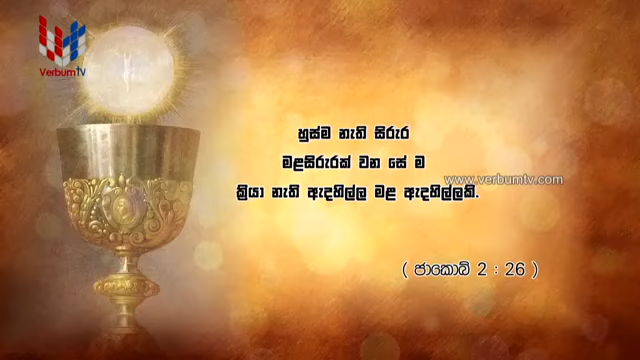 VerbumTV
හුස්ම නැති සිරුර
මළසිරුරක් වන සේ ම
ක්‍රියා නැති ඇදහිල්ල මළ ඇදහිල්ලකි.
www.verbumtv.com
( ජාකොබ් 2 : 26 )